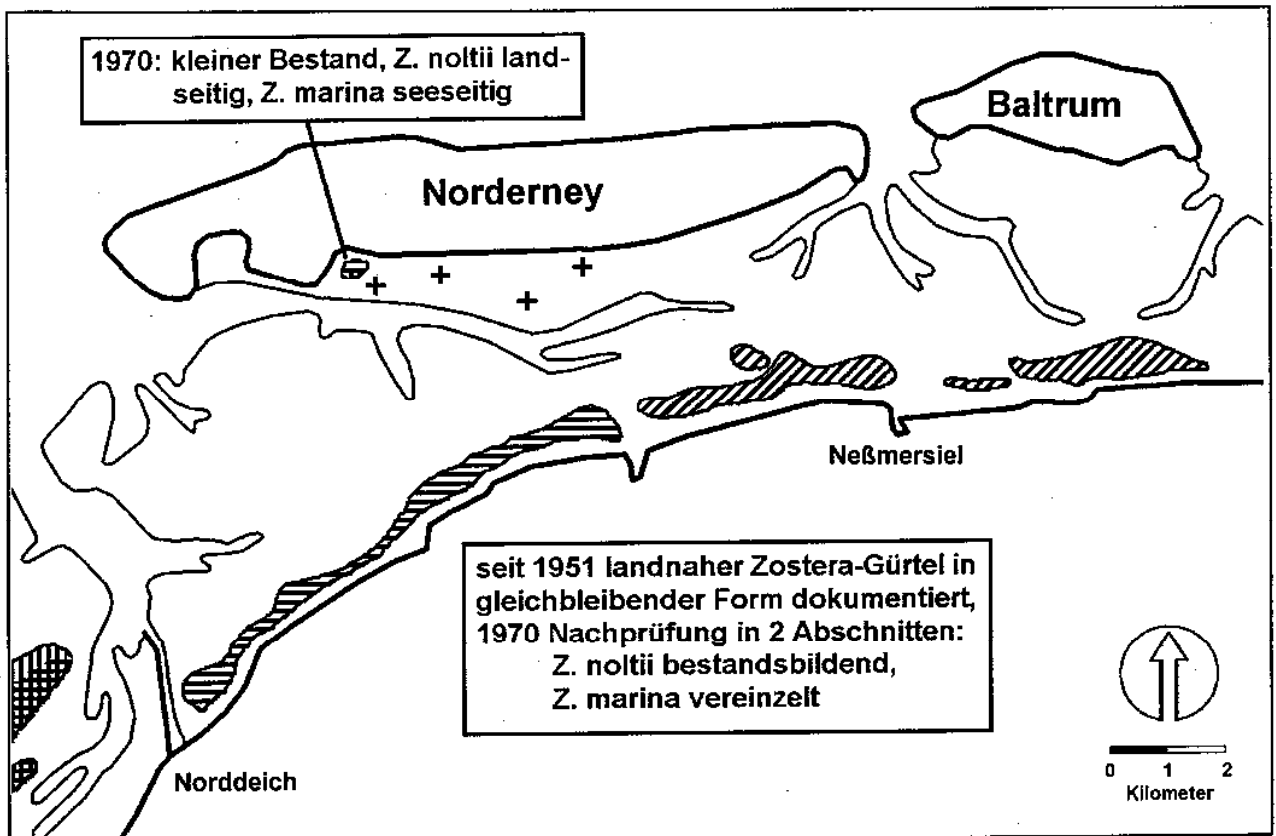 1970: kleiner Bestand, Z. noltii land-
seitig, Z. marina seeseitig
Baltrum
Norderney
Neßmersiel
seit 1951 landnaher Zostera-Gürtel in
gleichbleibender Form dokumentiert,
1970 Nachprüfung in 2 Abschnitten:
Z. noltii bestandsbildend,
Z. marina vereinzelt
Norddeich
0 1 2
Kilometer